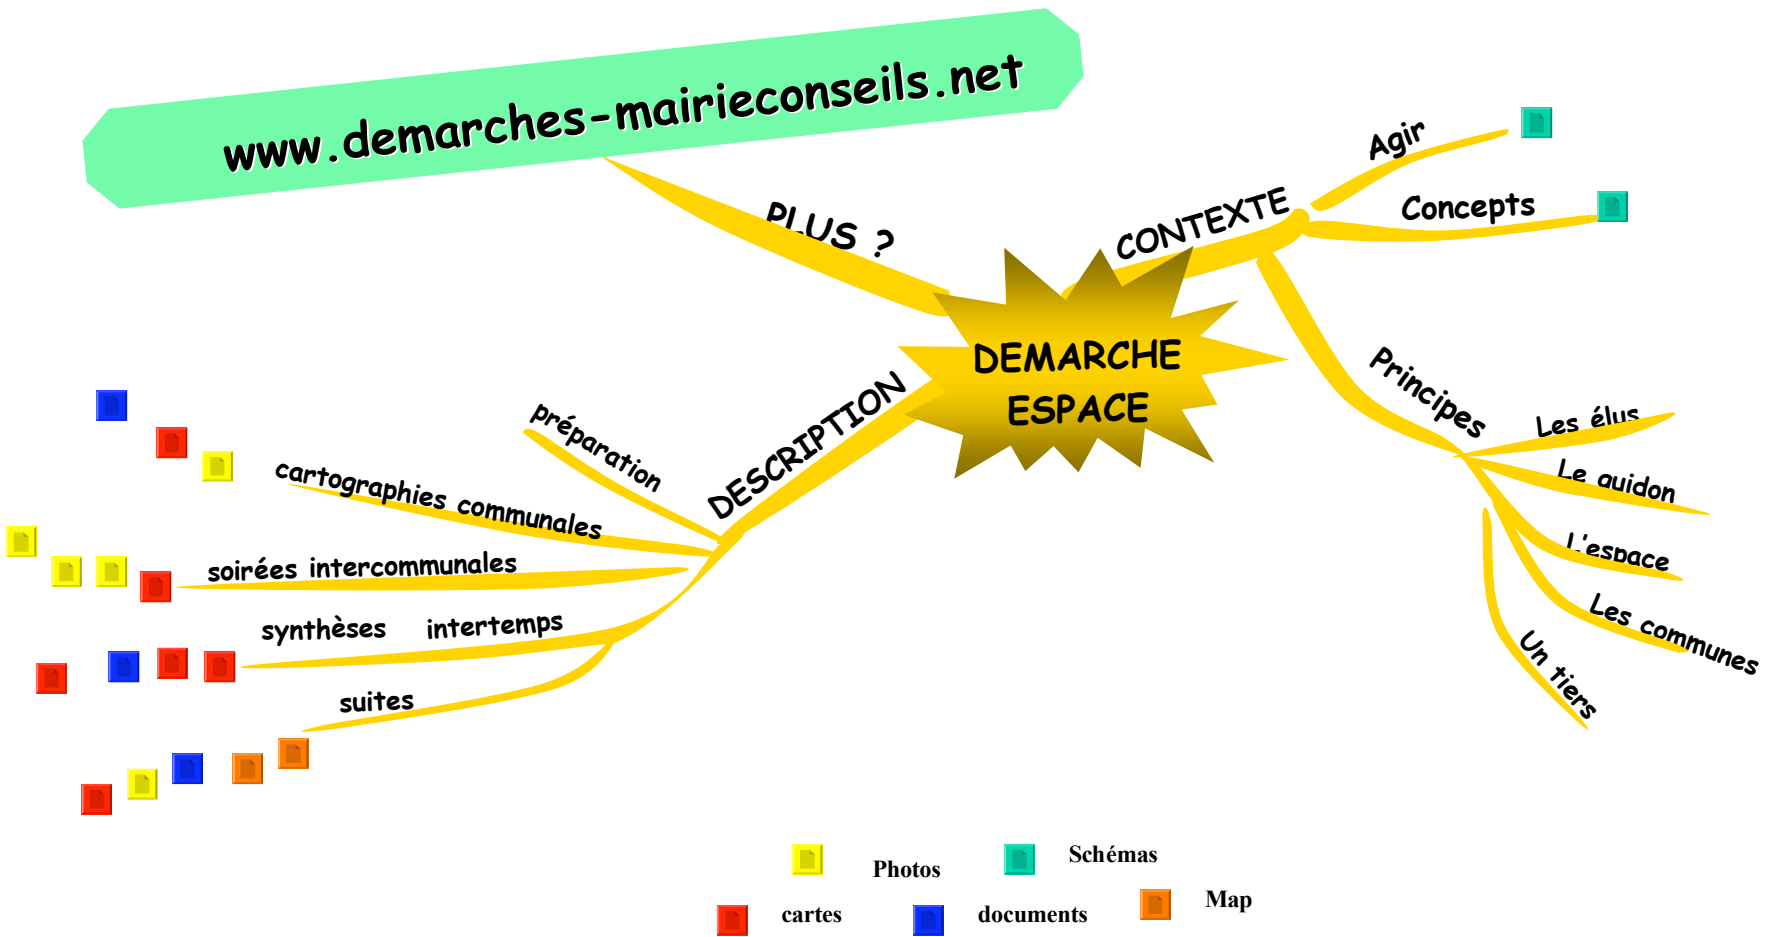 www.demarches-mairieconseils.net
PLUS ?
CONTEXTE
Agir
Concepts
Principes
Les élus
Le guidon
L'espace
Les communes
Un tiers
DEMARCHE
ESPACE
DESCRIPTION
préparation
cartographies communales
soirées intercommunales
synthèses intertemps
suites
Photos
Schémas
cartes
documents
Map